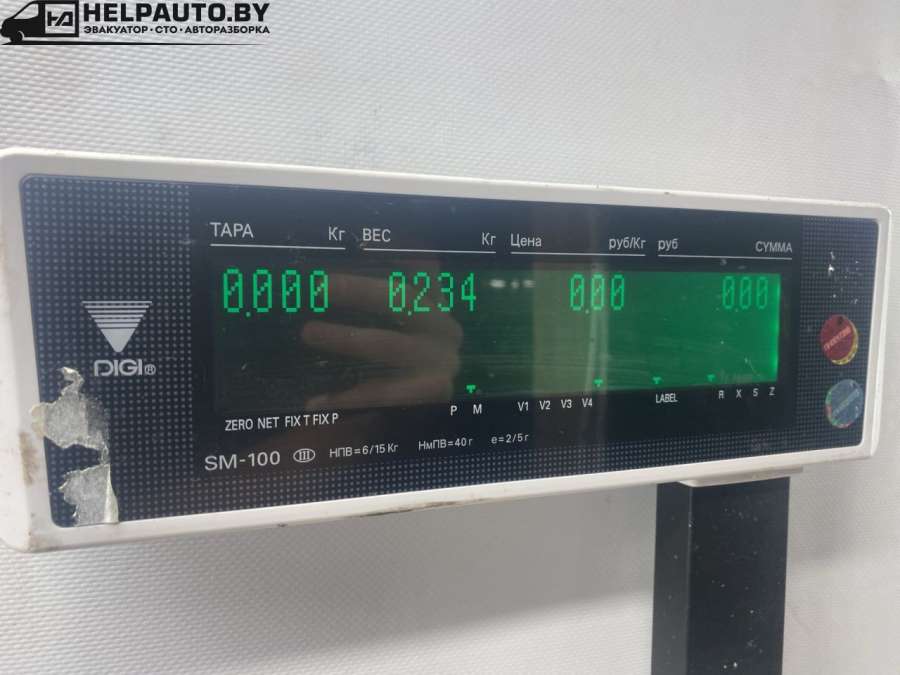 HELPAUTO.BY
ЭВАКУАТОР · СТО · АВТОРАЗБОРКА
ТАРА Кг ВЕС Кг Цена руб/Кг руб СУММА
0.000 0.234 0.00 0.00
DIGI®
P M V1 V2 V3 V4 LABEL R X S Z
ZERO NET FIX T FIX P
SM-100 III НПВ=6/15 Кг НмПВ=40 г e=2/5 г